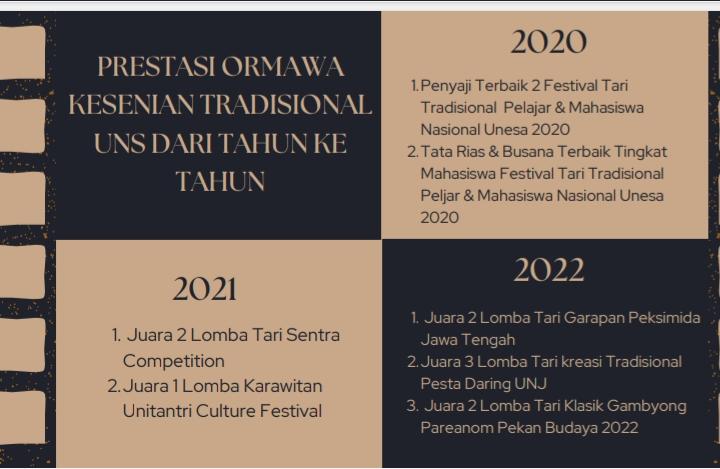 PRESTASI ORMAWA
KESENIAN TRADISIONAL
UNS DARI TAHUN KE
TAHUN
2020
1. Penyaji Terbaik 2 Festival Tari
Tradisional Pelajar & Mahasiswa
Nasional Unesa 2020
2. Tata Rias & Busana Terbaik Tingkat
Mahasiswa Festival Tari Tradisional
Peljar & Mahasiswa Nasional Unesa
2020
2021
1. Juara 2 Lomba Tari Sentra
Competition
2. Juara 1 Lomba Karawitan
Unitantri Culture Festival
2022
1. Juara 2 Lomba Tari Garapan Peksimida
Jawa Tengah
2. Juara 3 Lomba Tari kreasi Tradisional
Pesta Daring UNJ
3. Juara 2 Lomba Tari Klasik Gambyong
Pareanom Pekan Budaya 2022